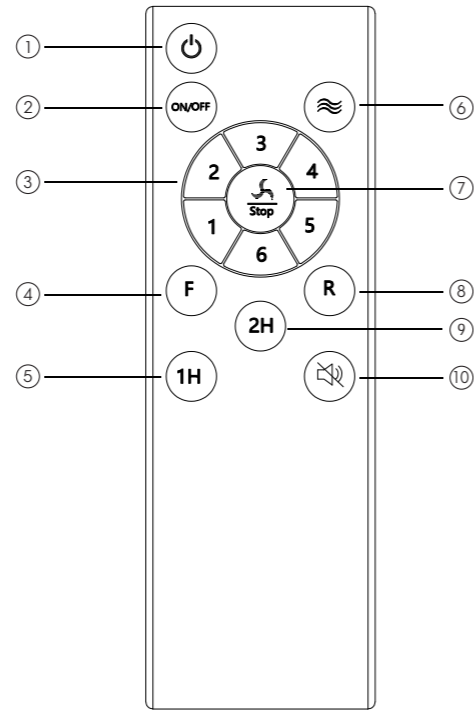 ①
② ON/OFF ⑥
3
③ 2 4
Stop ⑦
1 5
6
④ F R ⑧
2H ⑨
⑤ 1H ⑩